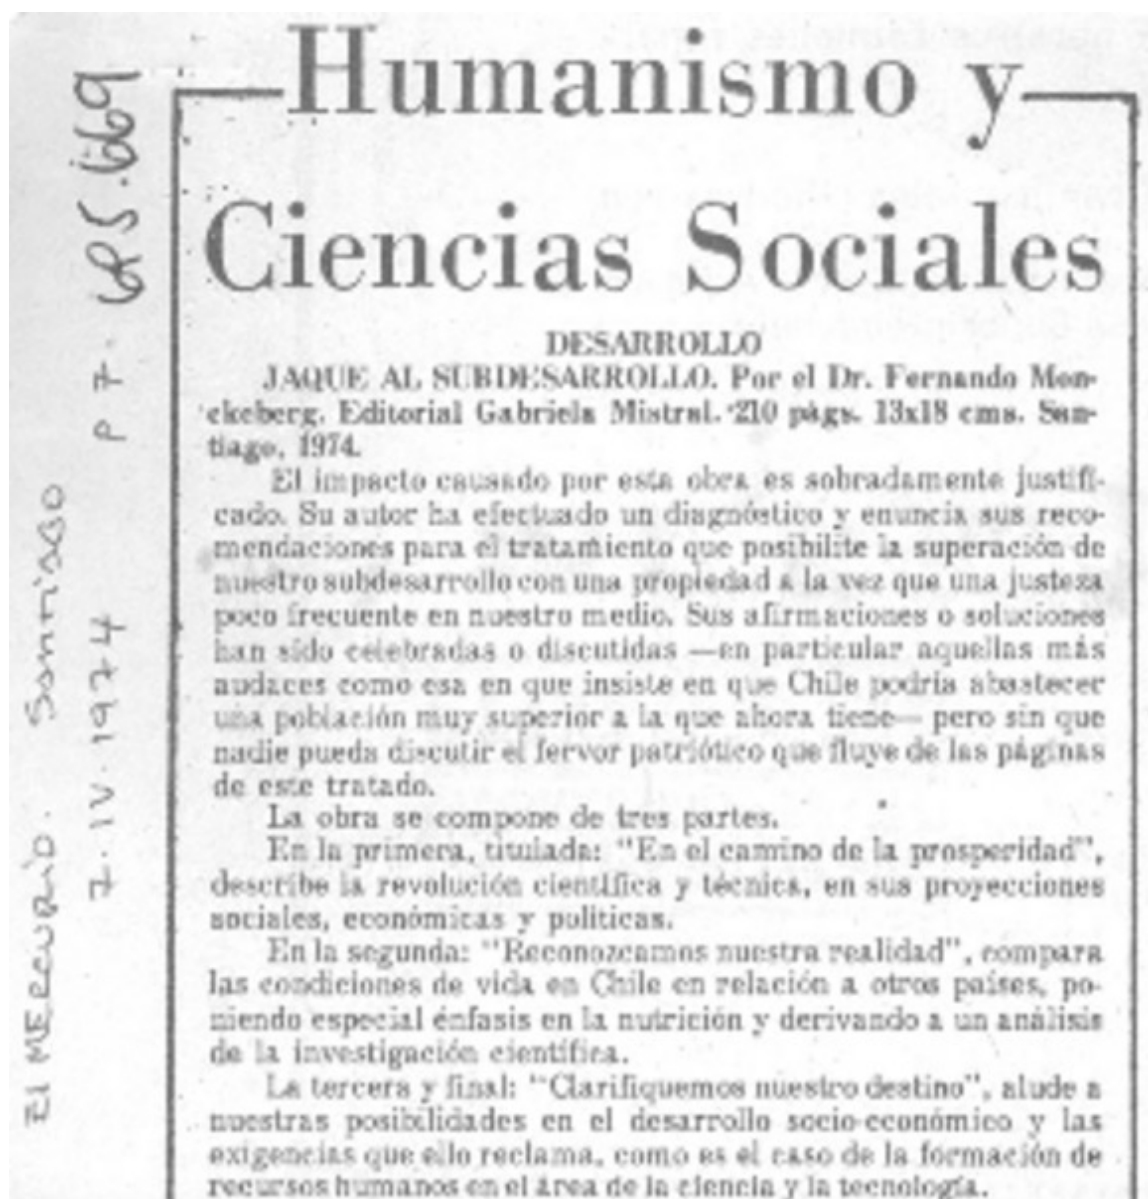 Humanismo y
Ciencias Sociales
DESARROLLO
JAQUE AL SUBDESARROLLO. Por el Dr. Fernando Mon-
ckeberg. Editorial Gabriela Mistral. 210 págs. 13x18 cms. San-
tiago, 1974.
El impacto causado por esta obra es sobradamente justifi-
cado. Su autor ha efectuado un diagnóstico y enuncia sus reco-
mendaciones para el tratamiento que posibilite la superación de
nuestro subdesarrollo con una propiedad a la vez que una justeza
poco frecuente en nuestro medio. Sus afirmaciones o soluciones
han sido celebradas o discutidas —en particular aquellas más
audaces como esa en que insiste en que Chile podría abastecer
una población muy superior a la que ahora tiene— pero sin que
nadie pueda discutir el fervor patriótico que fluye de las páginas
de este tratado.
La obra se compone de tres partes.
En la primera, titulada: "En el camino de la prosperidad",
describe la revolución científica y técnica, en sus proyecciones
sociales, económicas y políticas.
En la segunda: "Reconozcamos nuestra realidad", compara
las condiciones de vida en Chile en relación a otros países, po-
niendo especial énfasis en la nutrición y derivando a un análisis
de la investigación científica.
La tercera y final: "Clarifiquemos nuestro destino", alude a
nuestras posibilidades en el desarrollo socio-económico y las
exigencias que ello reclama, como es el caso de la formación de
recursos humanos en el área de la ciencia y la tecnología.
El MERCURIO. Santiago
7.IV.1974 P 7. 695.669